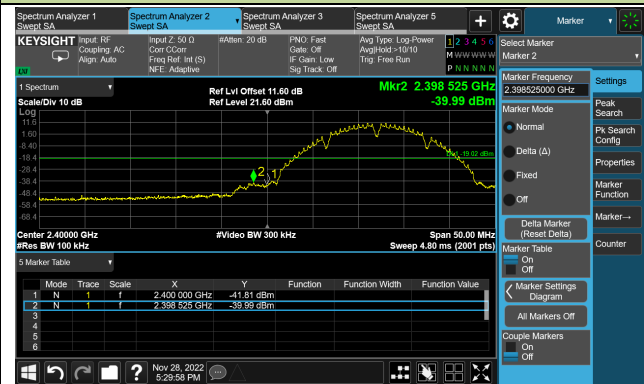 Spectrum Analyzer 1
Swept SA
Spectrum Analyzer 2
Swept SA
Spectrum Analyzer 3
Swept SA
Spectrum Analyzer 5
Swept SA
+
Marker
KEYSIGHT
Input: RF
Coupling: AC
Align: Auto
Input Z: 50 Ω
Corr CCorr
Freq Ref: Int (S)
NFE: Adaptive
#Atten: 20 dB
PNO: Fast
Gate: Off
IF Gain: Low
Sig Track: Off
Avg Type: Log-Power
Avg|Hold:>10/10
Trig: Free Run
1 2 3 4 5 6
M W W W W W
P N N N N N
Select Marker
Marker 2
1 Spectrum
Scale/Div 10 dB
Log
Ref Lvl Offset 11.60 dB
Ref Level 21.60 dBm
Mkr2 2.398 525 GHz
-39.99 dBm
11.6
1.60
-8.40
-18.4
-28.4
-38.4
-48.4
-58.4
-68.4
-19.02 dBm
2
1
Center 2.40000 GHz
#Res BW 100 kHz
#Video BW 300 kHz
Span 50.00 MHz
Sweep 4.80 ms (2001 pts)
5 Marker Table
Mode Trace Scale X Y Function Function Width Function Value
1 N 1 f 2.400 000 GHz -41.81 dBm
2 N 1 f 2.398 525 GHz -39.99 dBm
3
4
5
6
Marker Frequency
2.398525000 GHz
Marker Mode
Normal
Delta (Δ)
Fixed
Off
Delta Marker
(Reset Delta)
Marker Table
On
Off
Marker Settings
Diagram
All Markers Off
Couple Markers
On
Off
Settings
Peak
Search
Pk Search
Config
Properties
Marker
Function
Marker→
Counter
?
Nov 28, 2022
5:29:58 PM